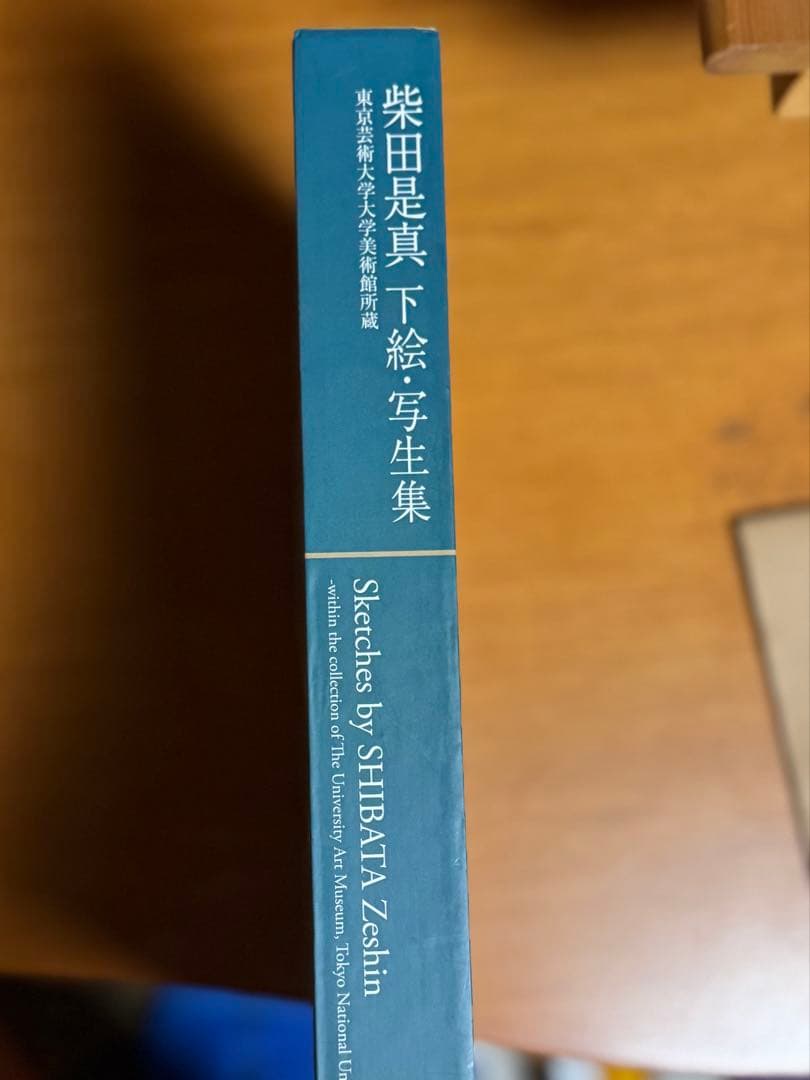 柴田是真 下絵・写生集
東京芸術大学大学美術館所蔵
Sketches by SHIBATA Zeshin
-within the collection of The University Art Museum, Tokyo National Un